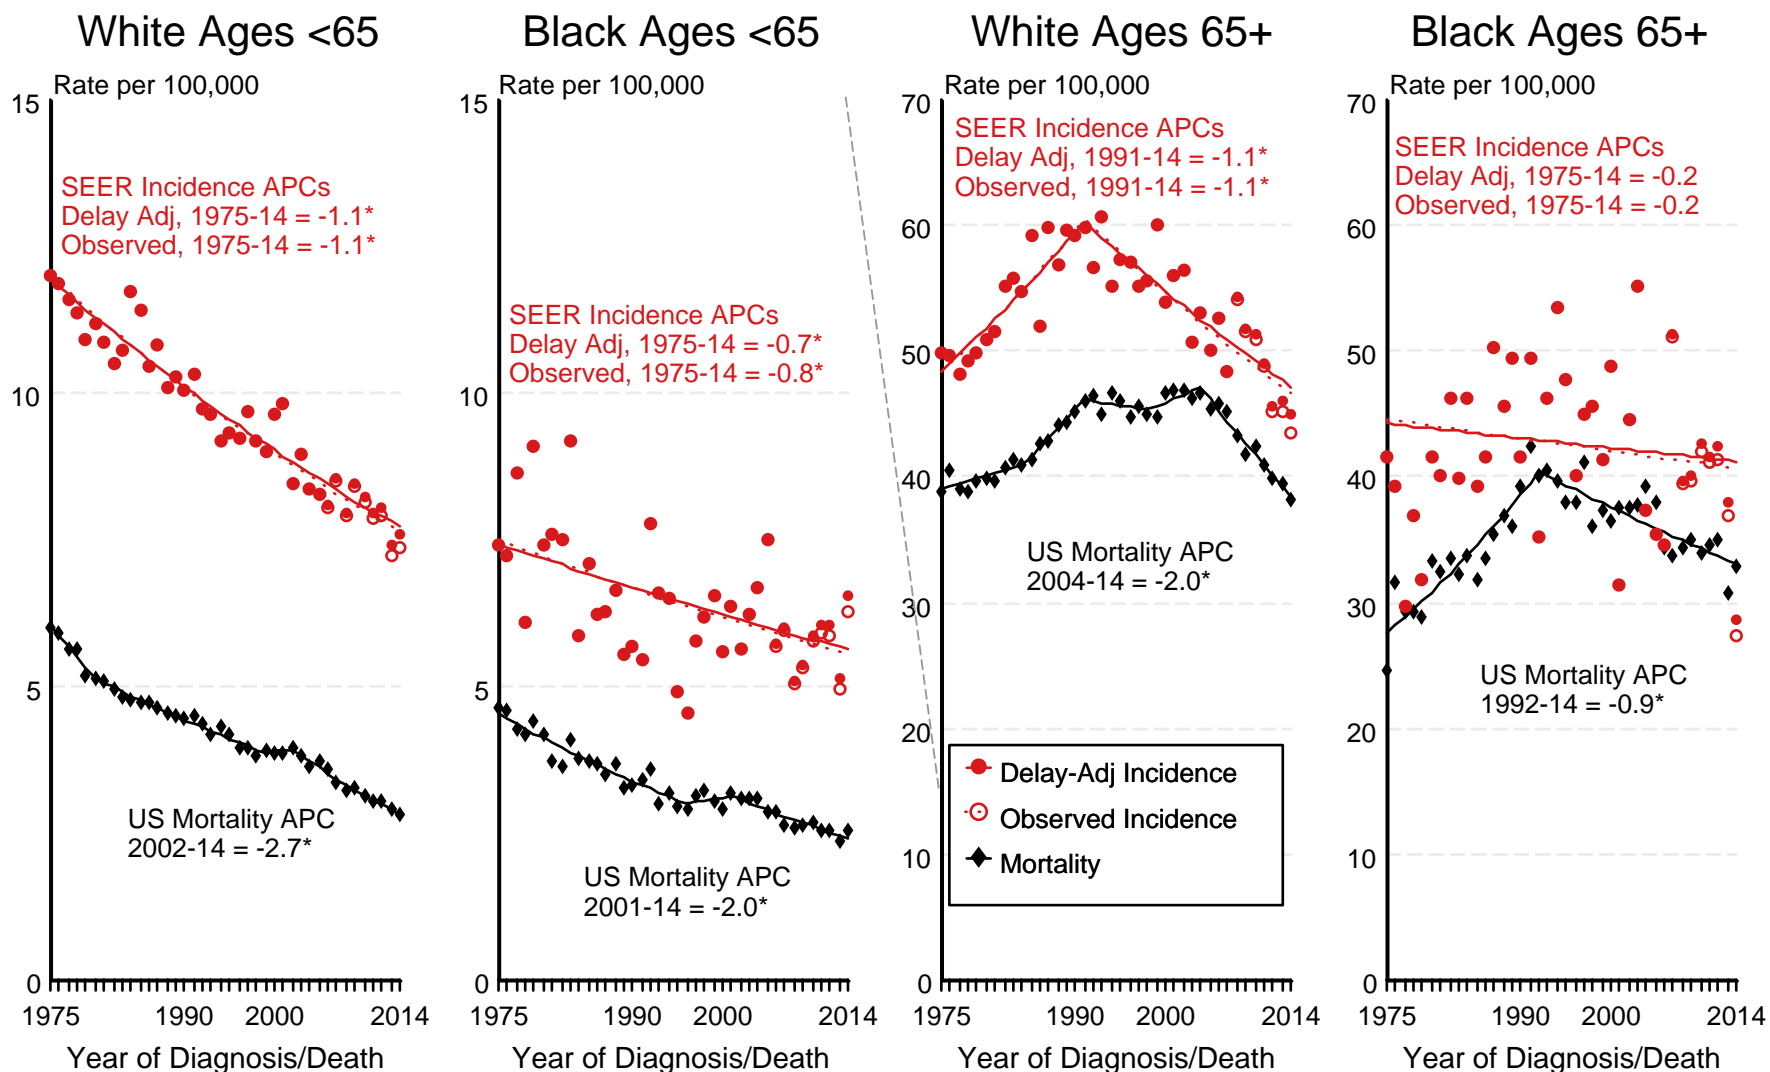 White Ages <65
Rate per 100,000
15
10
5
0
SEER Incidence APCs
Delay Adj, 1975-14 = -1.1*
Observed, 1975-14 = -1.1*
US Mortality APC
2002-14 = -2.7*
1975
1990
2000
2014
Year of Diagnosis/Death
Black Ages <65
Rate per 100,000
15
10
5
0
SEER Incidence APCs
Delay Adj, 1975-14 = -0.7*
Observed, 1975-14 = -0.8*
US Mortality APC
2001-14 = -2.0*
1975
1990
2000
2014
Year of Diagnosis/Death
White Ages 65+
Rate per 100,000
70
60
50
40
30
20
10
0
SEER Incidence APCs
Delay Adj, 1991-14 = -1.1*
Observed, 1991-14 = -1.1*
US Mortality APC
2004-14 = -2.0*
Delay-Adj Incidence
Observed Incidence
Mortality
1975
1990
2000
2014
Year of Diagnosis/Death
Black Ages 65+
Rate per 100,000
70
60
50
40
30
20
10
0
SEER Incidence APCs
Delay Adj, 1975-14 = -0.2
Observed, 1975-14 = -0.2
US Mortality APC
1992-14 = -0.9*
1975
1990
2000
2014
Year of Diagnosis/Death